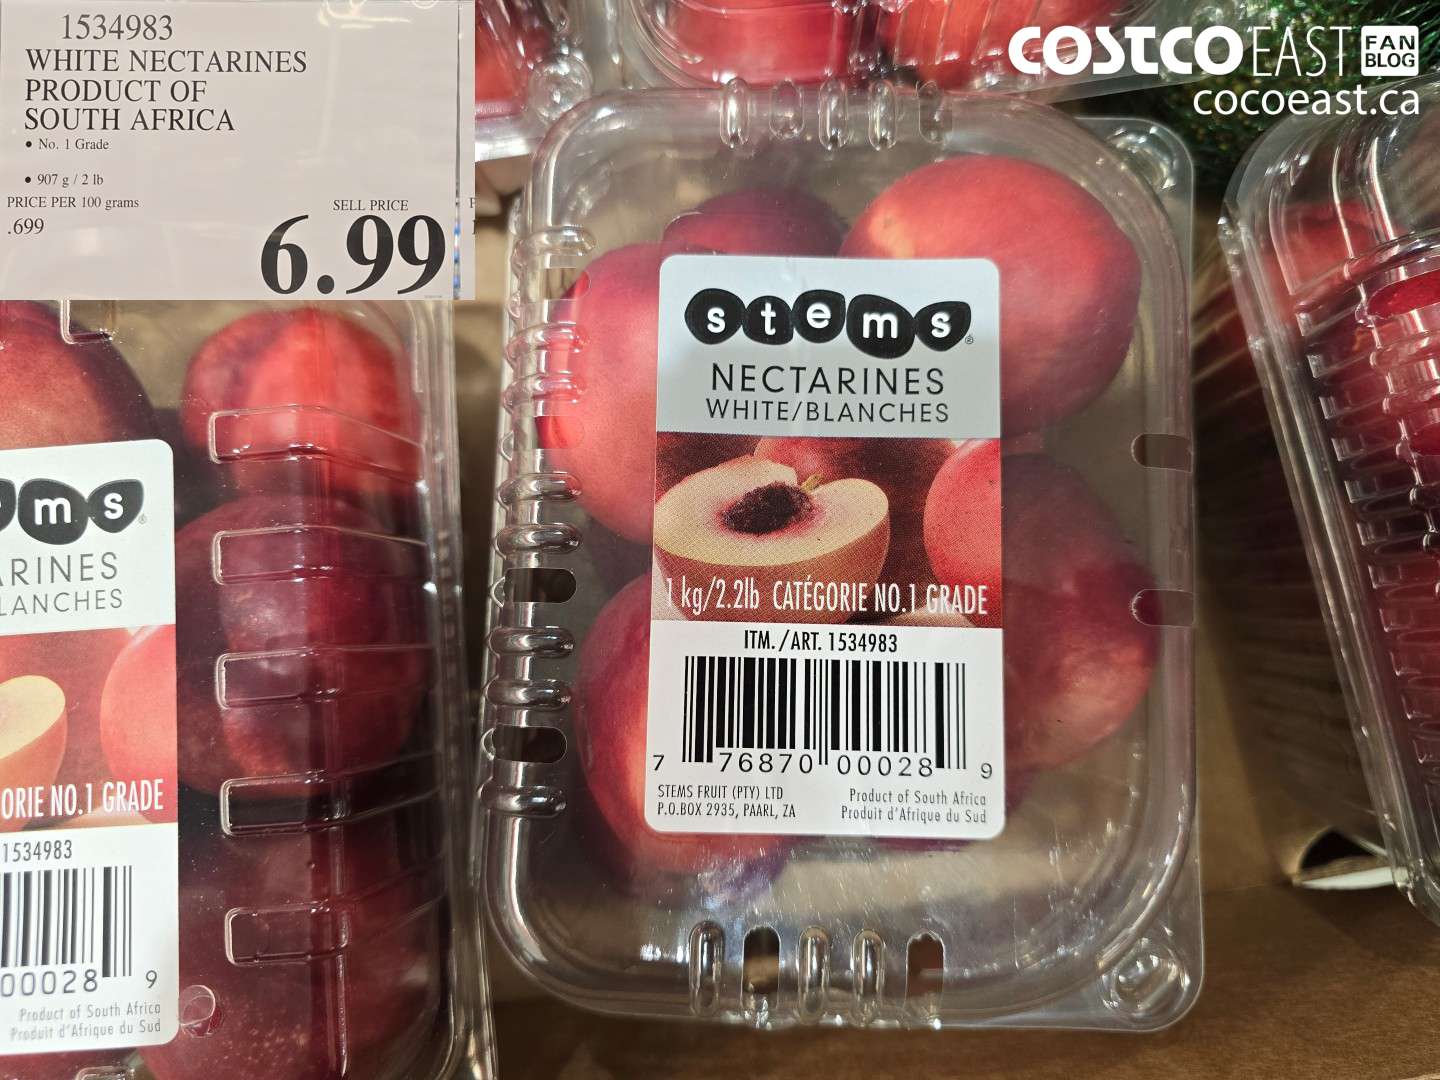 1534983
WHITE NECTARINES
PRODUCT OF
SOUTH AFRICA
• No. 1 Grade
• 907 g / 2 lb
PRICE PER 100 grams
.699
SELL PRICE
6.99
COSTCO EAST FAN BLOG
cocoeast.ca
stems®
NECTARINES
WHITE/BLANCHES
1 kg/2.2lb CATÉGORIE NO.1 GRADE
ITM./ART. 1534983
7 76870 00028 9
STEMS FRUIT (PTY) LTD
P.O.BOX 2935, PAARL, ZA
Product of South Africa
Produit d'Afrique du Sud
ms®
ARINES
LANCHES
ORIE NO.1 GRADE
1534983
00028 9
Product of South Africa
Produit d'Afrique du Sud